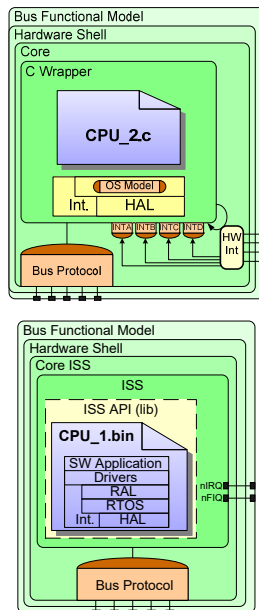 Bus Functional Model
Hardware Shell
Core
C Wrapper
CPU_2.c
OS Model
Int.
HAL
INTA
INTB
INTC
INTD
HW
Int
Bus Protocol
Bus Functional Model
Hardware Shell
Core ISS
ISS
ISS API (lib)
CPU_1.bin
SW Application
Drivers
RAL
RTOS
Int.
HAL
nIRQ
nFIQ
Bus Protocol